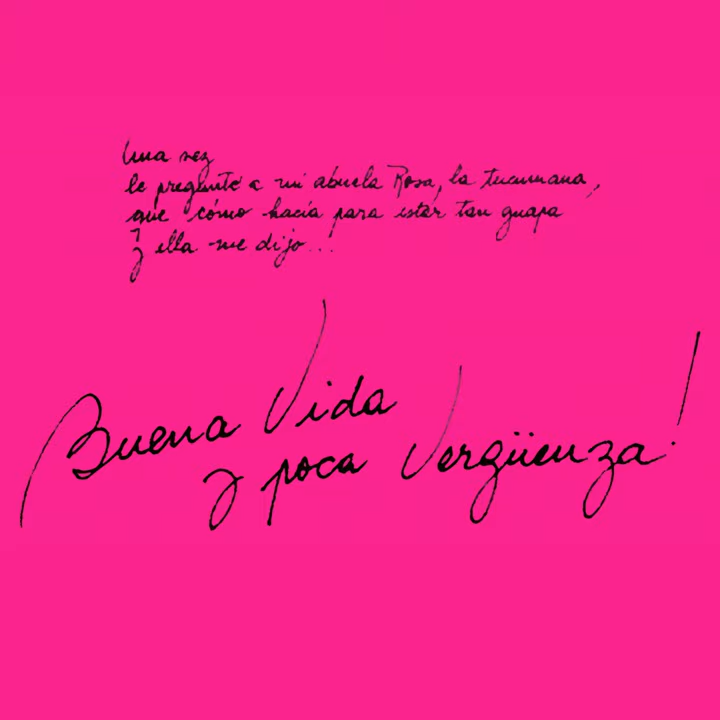 Una vez
le pregunté a mi abuela Rosa, la tucumana,
que cómo hacía para estar tan guapa
y ella me dijo...
Buena Vida
y poca Vergüenza!